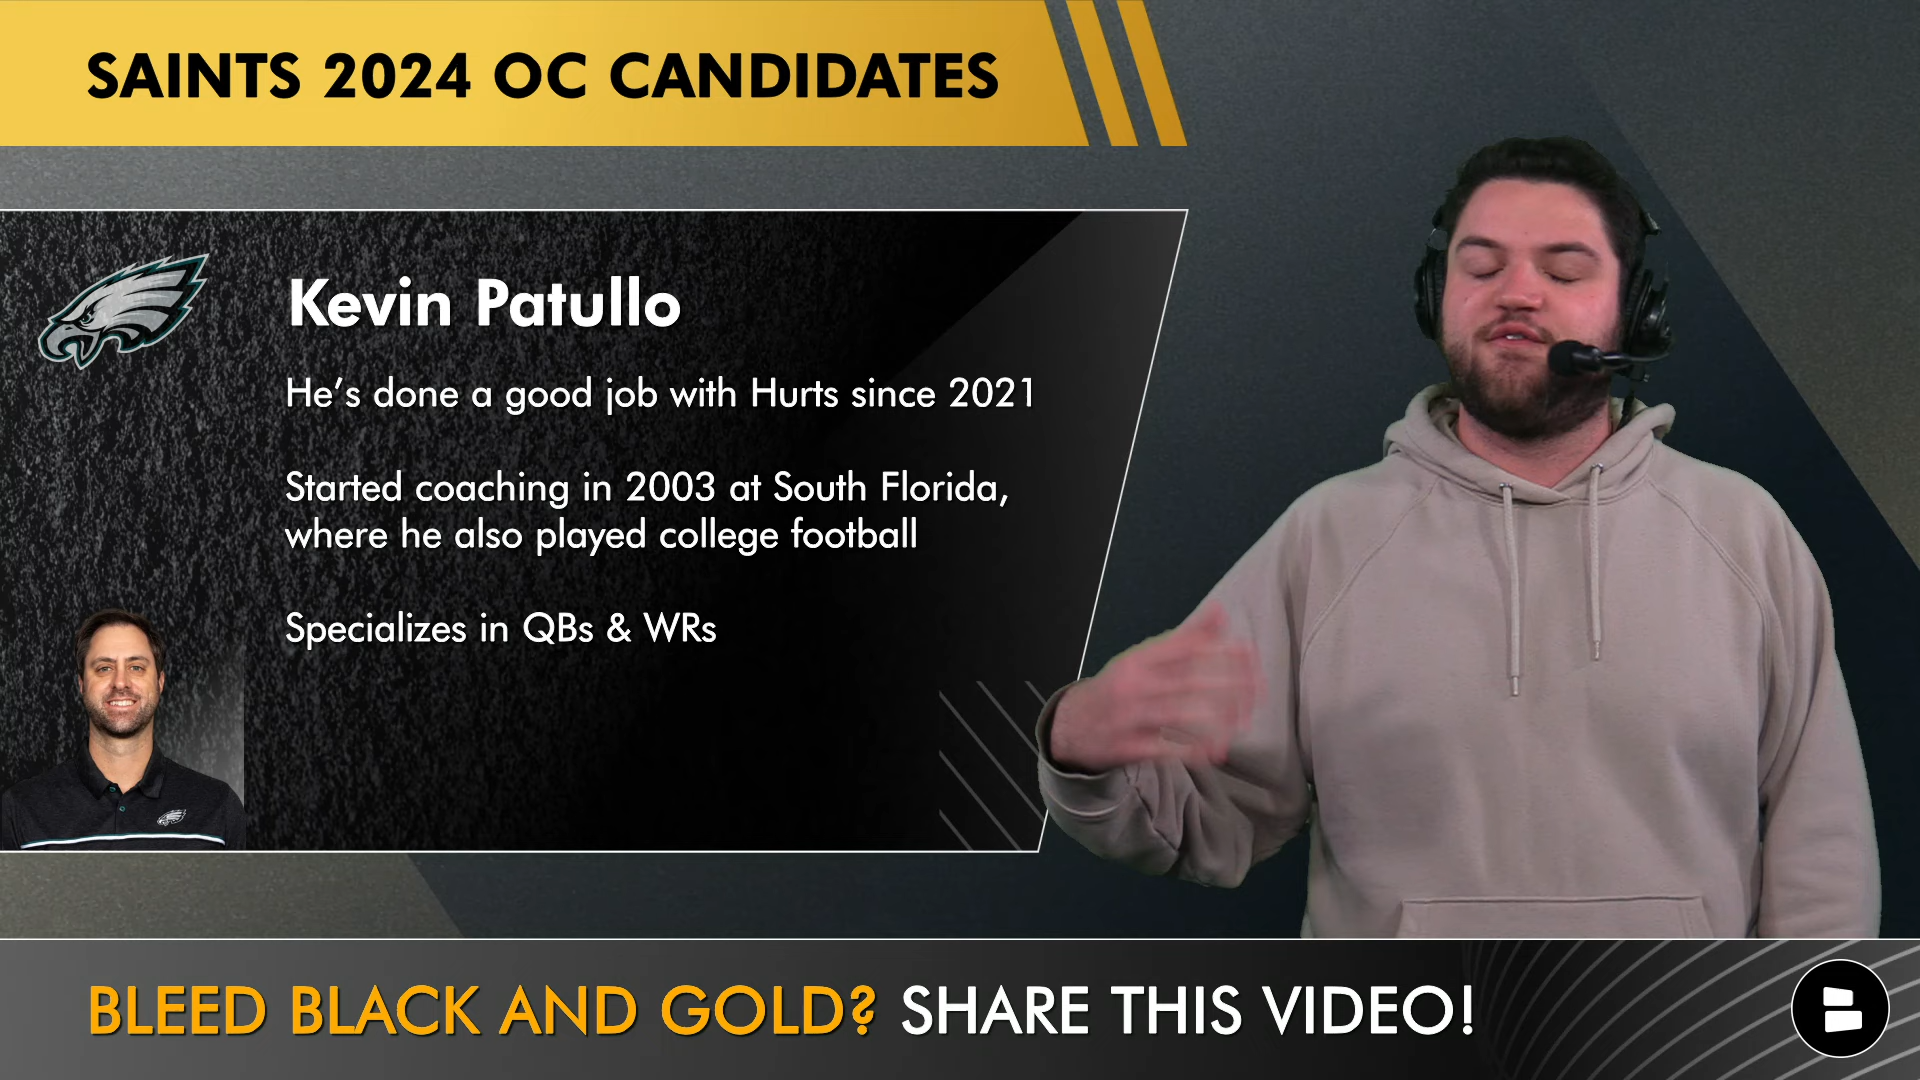 SAINTS 2024 OC CANDIDATES
Kevin Patullo
He's done a good job with Hurts since 2021
Started coaching in 2003 at South Florida,
where he also played college football
Specializes in QBs & WRs
BLEED BLACK AND GOLD? SHARE THIS VIDEO!